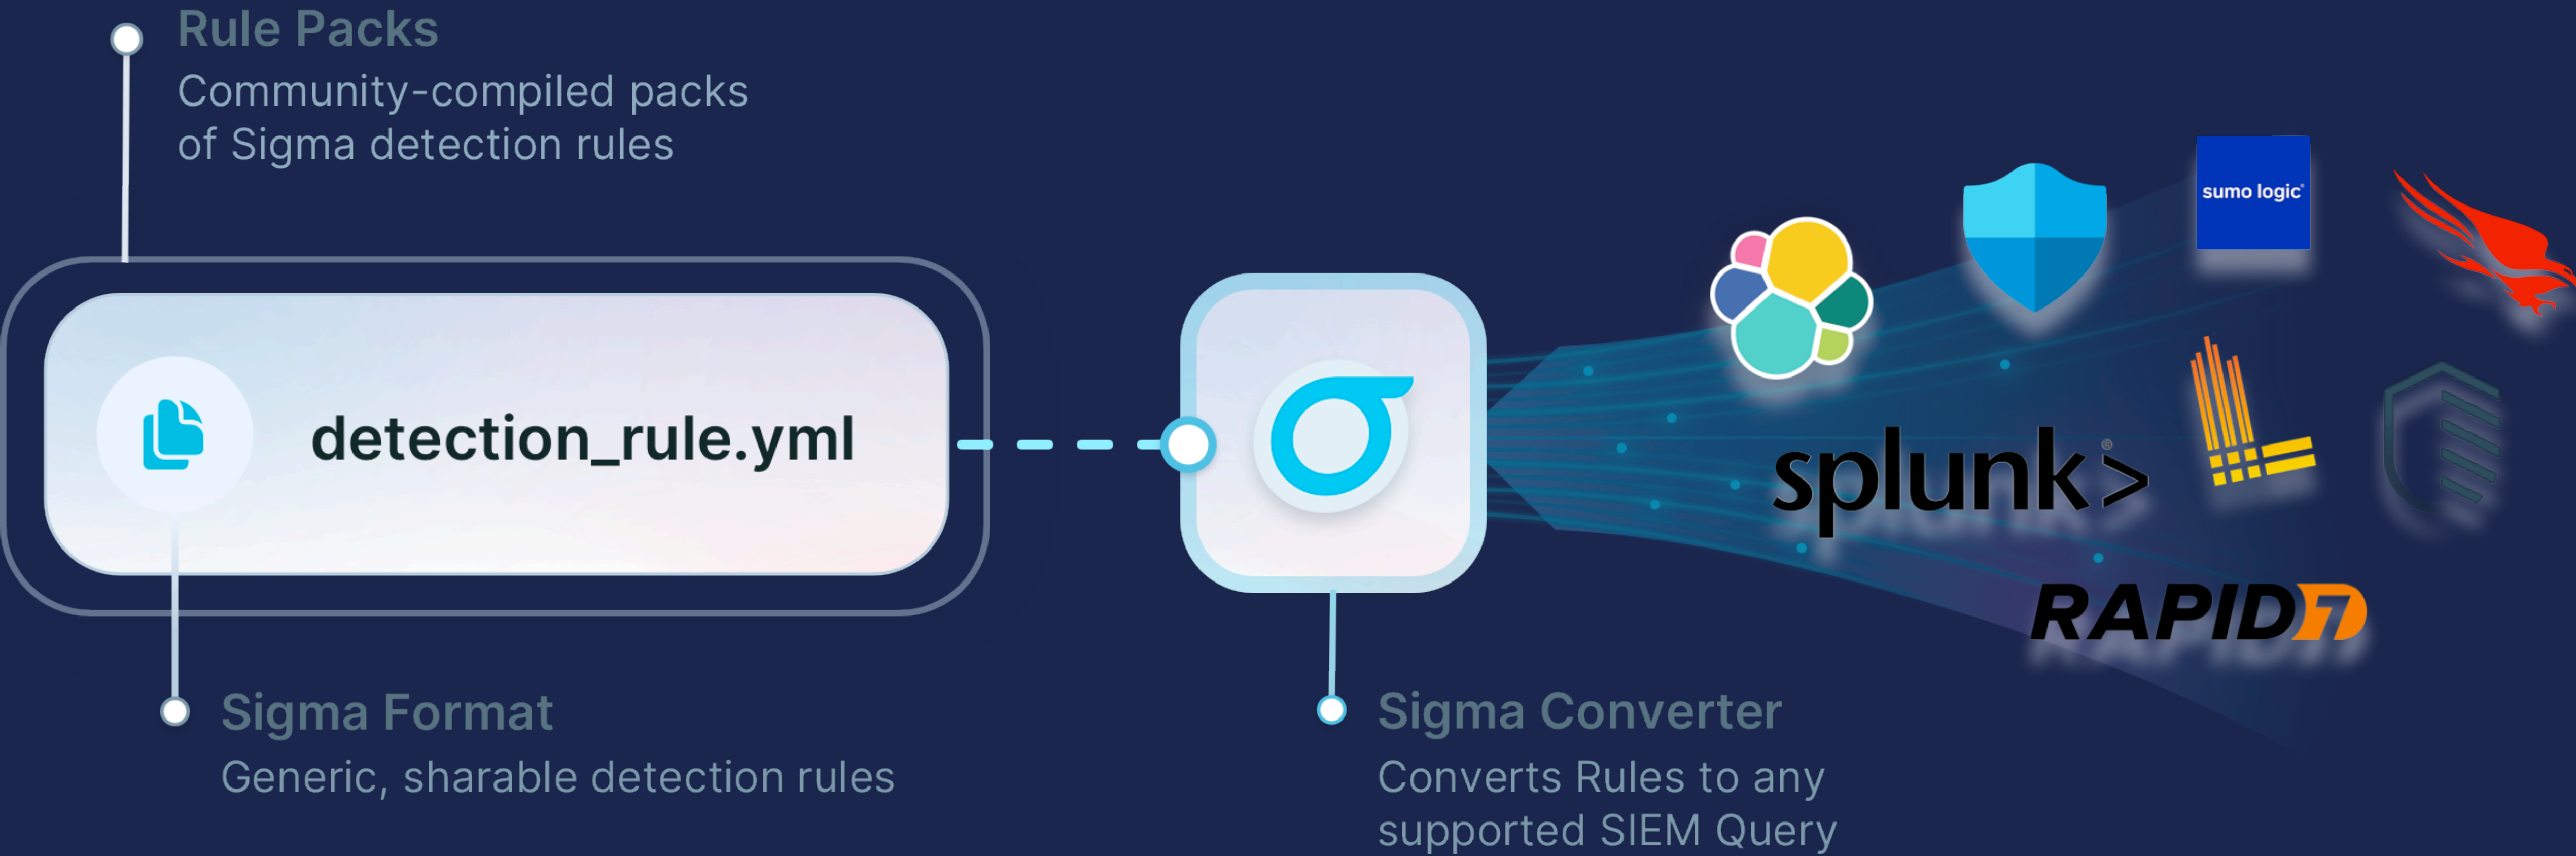 Rule Packs
Community-compiled packs
of Sigma detection rules
sumo logic
detection_rule.yml
splunk>®
RAPID7
Sigma Format
Generic, sharable detection rules
Sigma Converter
Converts Rules to any
supported SIEM Query